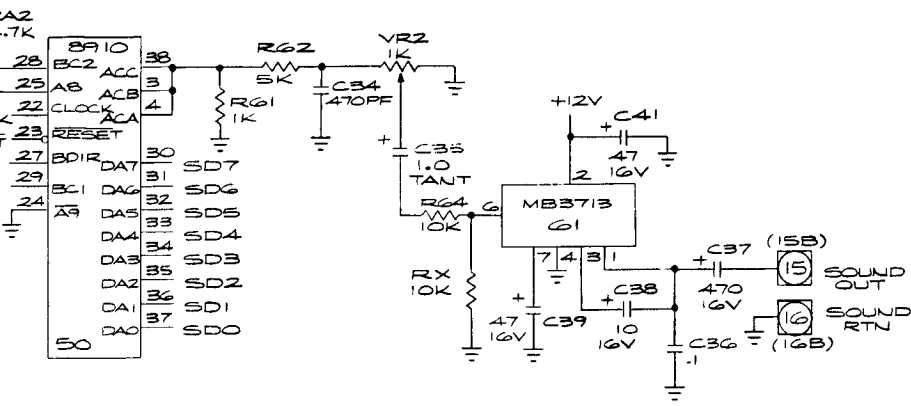 RA2
4.7K
8910
28 BC2
ACC 38
25 A8
ACB 3
22 CLOCK
ACA 4
K
T 23 RESET
27 BDIR
DA7 30 SD7
29 BC1
DA6 31 SD6
24 A9
DA5 32 SD5
DA4 33 SD4
DA3 34 SD3
DA2 35 SD2
DA1 36 SD1
DA0 37 SD0
50
R62
5K
R61
1K
C34
470PF
VR2
1K
+ C35
1.0
TANT
R64
10K
RX
10K
+12V
+ C41
47
16V
2
MB3713
G1
6
7 4 3 1
+ C39
47
16V
+ C38
10
16V
C36
.1
+ C37
470
16V
(15B)
15 SOUND
OUT
16 SOUND
RTN
(16B)